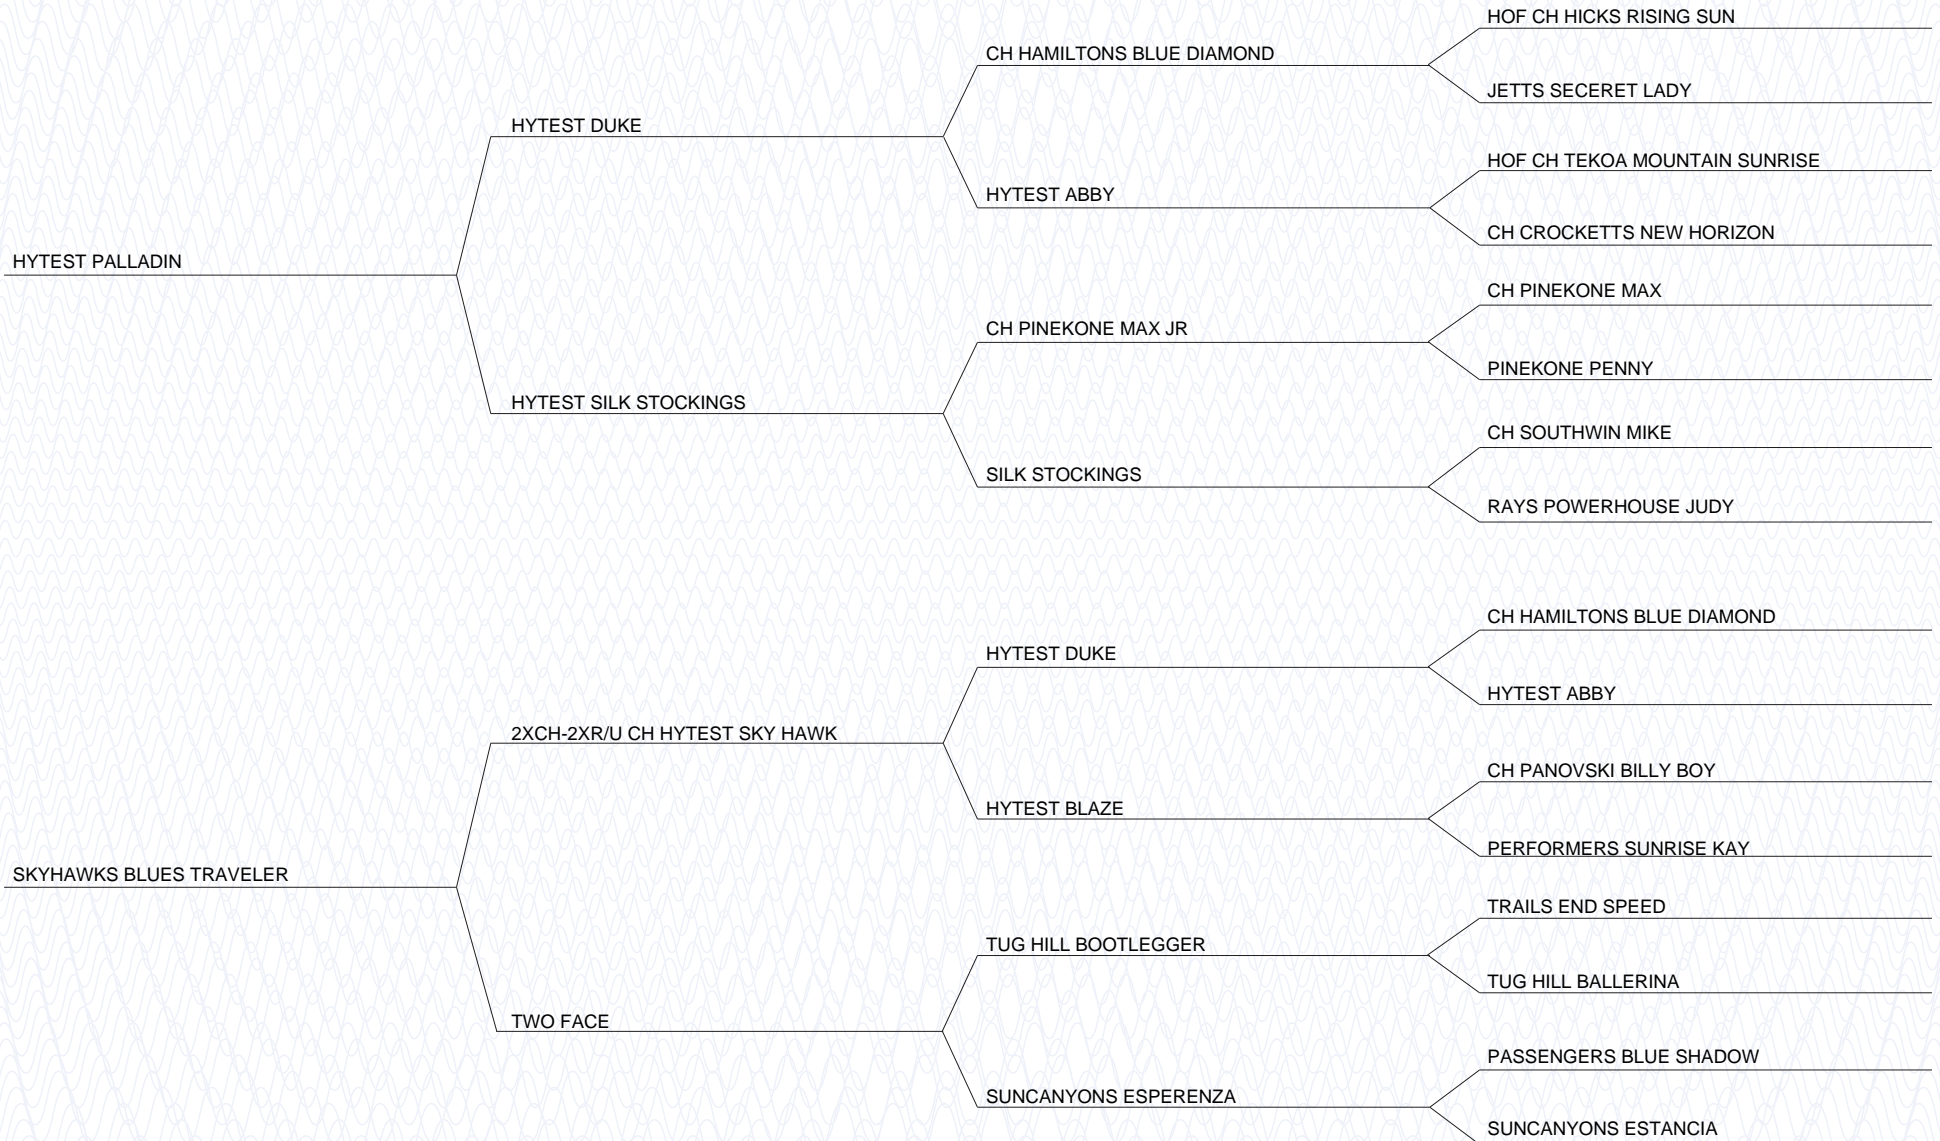 HOF CH HICKS RISING SUN
CH HAMILTONS BLUE DIAMOND
JETTS SECERET LADY
HYTEST DUKE
HOF CH TEKOA MOUNTAIN SUNRISE
HYTEST ABBY
CH CROCKETTS NEW HORIZON
HYTEST PALLADIN
CH PINEKONE MAX
CH PINEKONE MAX JR
PINEKONE PENNY
HYTEST SILK STOCKINGS
CH SOUTHWIN MIKE
SILK STOCKINGS
RAYS POWERHOUSE JUDY
CH HAMILTONS BLUE DIAMOND
HYTEST DUKE
HYTEST ABBY
2XCH-2XR/U CH HYTEST SKY HAWK
CH PANOVSKI BILLY BOY
HYTEST BLAZE
PERFORMERS SUNRISE KAY
SKYHAWKS BLUES TRAVELER
TRAILS END SPEED
TUG HILL BOOTLEGGER
TUG HILL BALLERINA
TWO FACE
PASSENGERS BLUE SHADOW
SUNCANYONS ESPERENZA
SUNCANYONS ESTANCIA